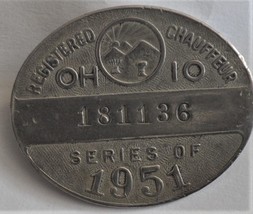 REGISTERED CHAUFFEUR
OHIO
181136
SERIES OF
1951